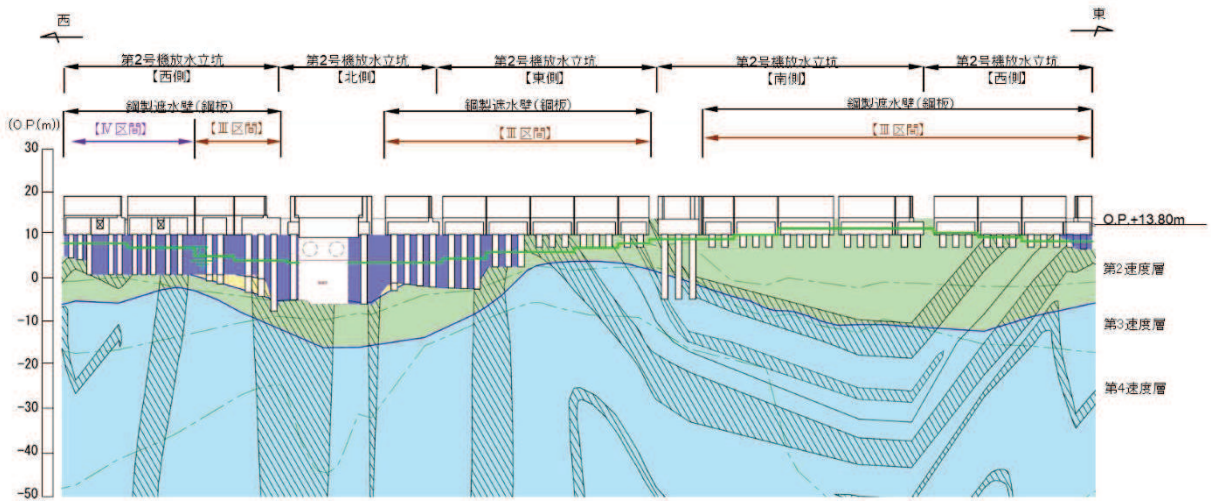 西
東
第2号機放水立坑
【西側】
第2号機放水立坑
【北側】
第2号機放水立坑
【東側】
第2号機放水立坑
【南側】
第2号機放水立坑
【西側】
鋼製遮水壁(鋼板)
鋼製遮水壁(鋼板)
鋼製遮水壁(鋼板)
【Ⅳ区間】
【Ⅲ区間】
【Ⅲ区間】
【Ⅲ区間】
(O.P.(m))
30
20
10
0
-10
-20
-30
-40
-50
O.P.+13.80m
第2速度層
第3速度層
第4速度層